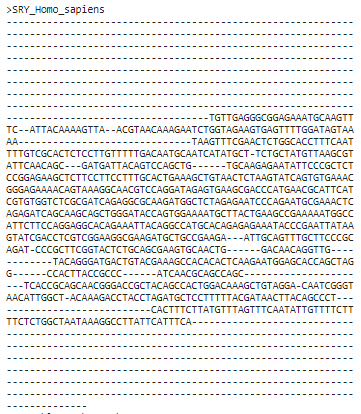 >SRY_Homo_sapiens
------------------------------------------------------------
------------------------------------------------------------
------------------------------------------------------------
------------------------------------------------------------
------------------------------------------------------------
------------------------------------------------------------
------------------------------------------------------------
------------------------------------------------------------
-----------------------------------TGTTGAGGGCGGAGAAATGCAAGTT
TC--ATTACAAAAGTTA--ACGTAACAAAGAATCTGGTAGAAGTGAGTTTTGGATAGTAA
AA------------------------------TAAGTTTCGAACTCTGGCACCTTTCAAT
TTTGTCGCACTCTCCTTGTTTTTGACAATGCAATCATATGCT-TCTGCTATGTTAAGCGT
ATTCAACAGC---GATGATTACAGTCCAGCTG------TGCAAGAGAATATTCCCGCTCT
CCGGAGAAGCTCTTCCTTCCTTTGCACTGAAAGCTGTAACTCTAAGTATCAGTGTGAAAC
GGGAGAAAACAGTAAAGGCAACGTCCAGGATAGAGTGAAGCGACCCATGAACGCATTCAT
CGTGTGGTCTCGCGATCAGAGGCGCAAGATGGCTCTAGAGAATCCCAGAATGCGAAACTC
AGAGATCAGCAAGCAGCTGGGATACCAGTGGAAAATGCTTACTGAAGCCGAAAAATGGCC
ATTCTTCCAGGAGGCACAGAAATTACAGGCCATGCACAGAGAGAAATACCCGAATTATAA
TATCGACCTCGTCGGAAGGCGAAGATGCTGCCGAAGA---ATTGCAGTTTGCTTCCCGC
AGAT-CCCGCTTCGGTACTCTGCAGCGAAGTGCAACTG------GACAACAGGTTG----
--------TACAGGGATGACTGTACGAAAGCCACACACTCAAGAATGGAGCACCAGCTAG
G------CCACTTACCGCCC------ATCAACGCAGCCAGC-------------------
---TCACCGCAGCAACGGGACCGCTACAGCCACTGGACAAAGCTGTAGGA-CAATCGGGT
AACATTGGCT-ACAAAGACCTACCTAGATGCTCCTTTTTACGATAACTTACAGCCCT---
-------------------------CACTTTCTTATGTTTAGTTTCAATATTGTTTTCTT
TTCTCTGGCTAATAAAGGCCTTATTCATTTCA----------------------------
------------------------------------------------------------
------------------------------------------------------------
------------------------------------------------------------
------------------------------------------------------------
------------------------------------------------------------
------------------------------------------------------------
--------------